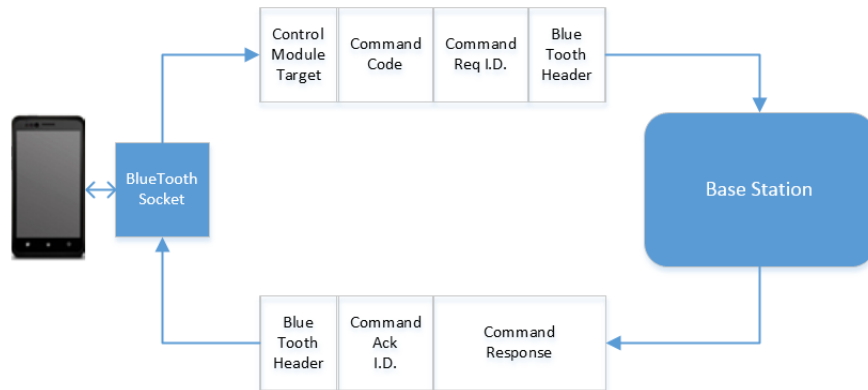 Control
Module
Target
Command
Code
Command
Req I.D.
Blue
Tooth
Header
BlueTooth
Socket
Base Station
Blue
Tooth
Header
Command
Ack
I.D.
Command
Response